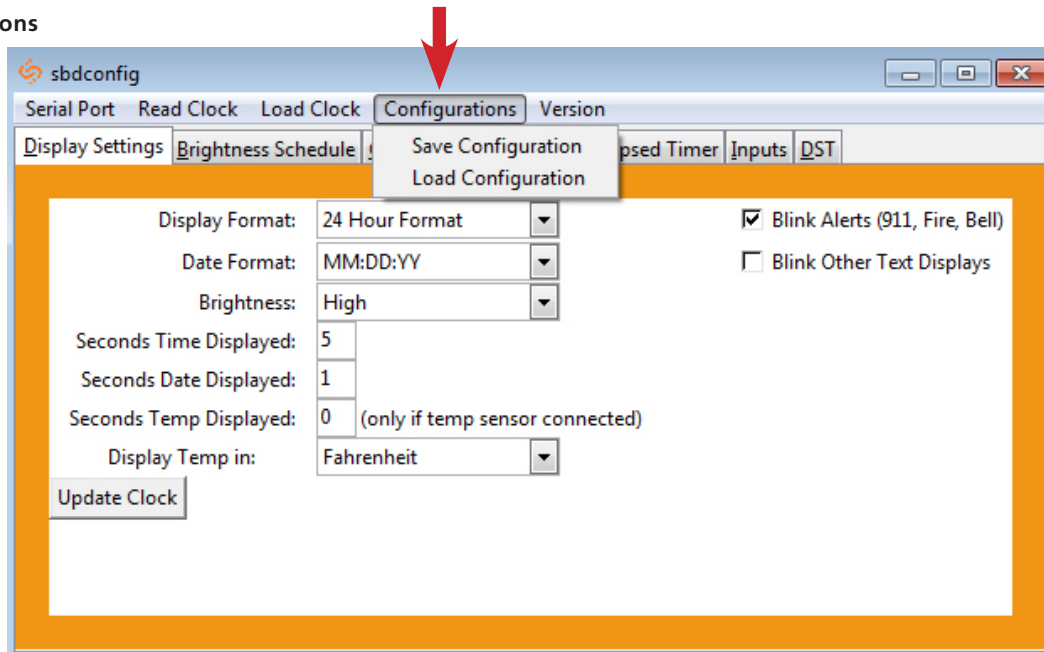 ons
sbdconfig
Serial Port Read Clock Load Clock Configurations Version
Display Settings Brightness Schedule psed Timer Inputs DST
Save Configuration
Load Configuration
Display Format: 24 Hour Format Blink Alerts (911, Fire, Bell)
Date Format: MM:DD:YY Blink Other Text Displays
Brightness: High
Seconds Time Displayed: 5
Seconds Date Displayed: 1
Seconds Temp Displayed: 0 (only if temp sensor connected)
Display Temp in: Fahrenheit
Update Clock